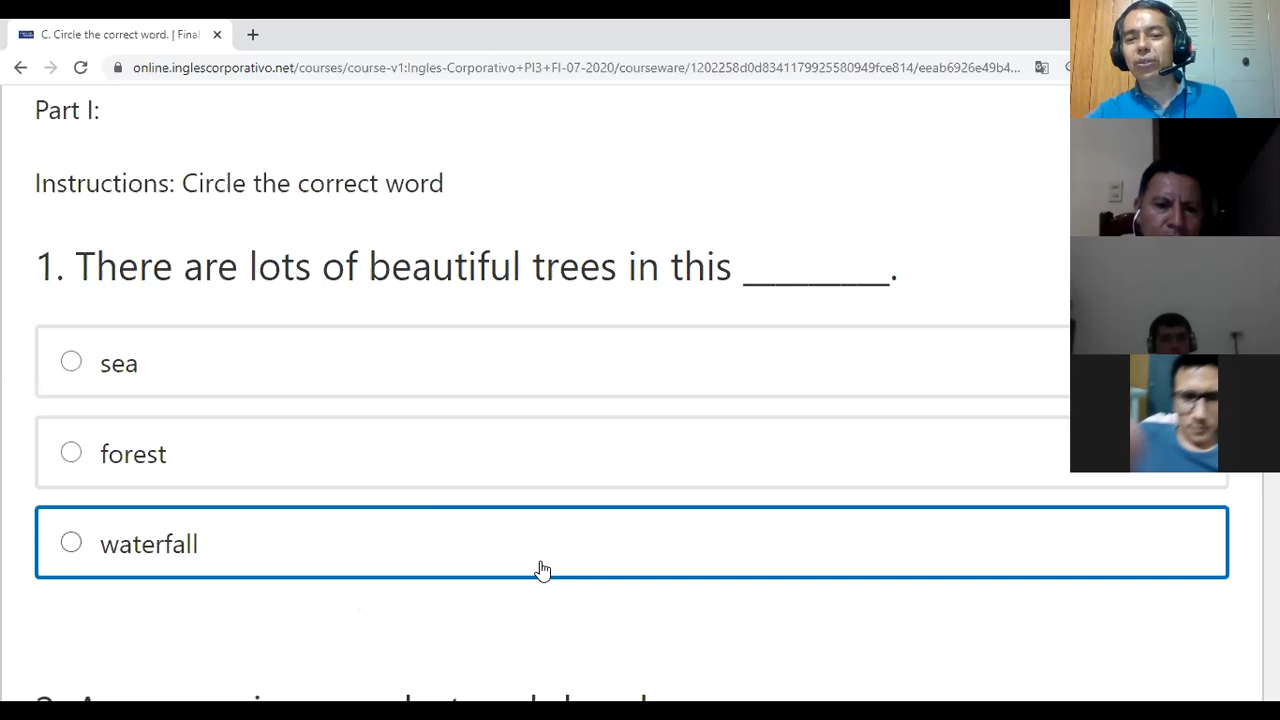 C. Circle the correct word. | Final
online.inglescorporativo.net/courses/course-v1:Ingles-Corporativo+PI3+FI-07-2020/courseware/1202258d0d8341179925580949fce814/eeab6926e49b4...
Part I:
Instructions: Circle the correct word
1. There are lots of beautiful trees in this _________.
sea
forest
waterfall